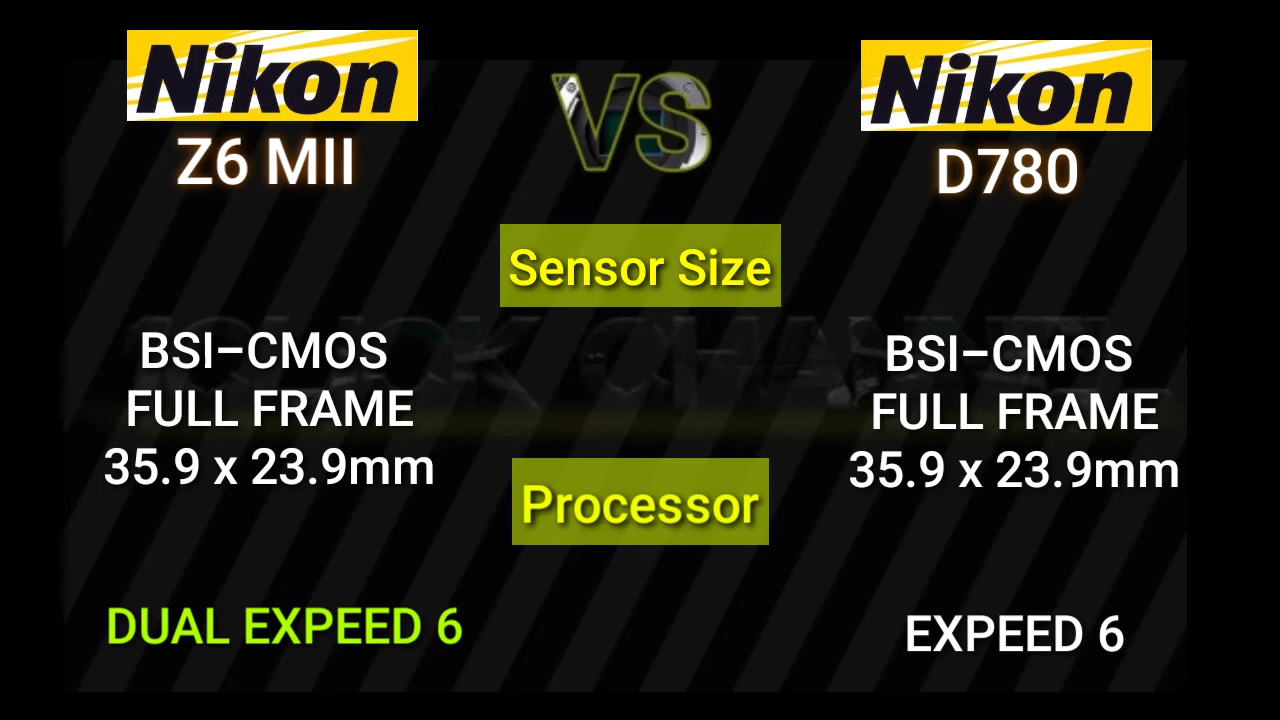 Nikon
Z6 MII
VS
Nikon
D780
Sensor Size
BSI–CMOS
FULL FRAME
35.9 x 23.9mm
BSI–CMOS
FULL FRAME
35.9 x 23.9mm
Processor
DUAL EXPEED 6
EXPEED 6